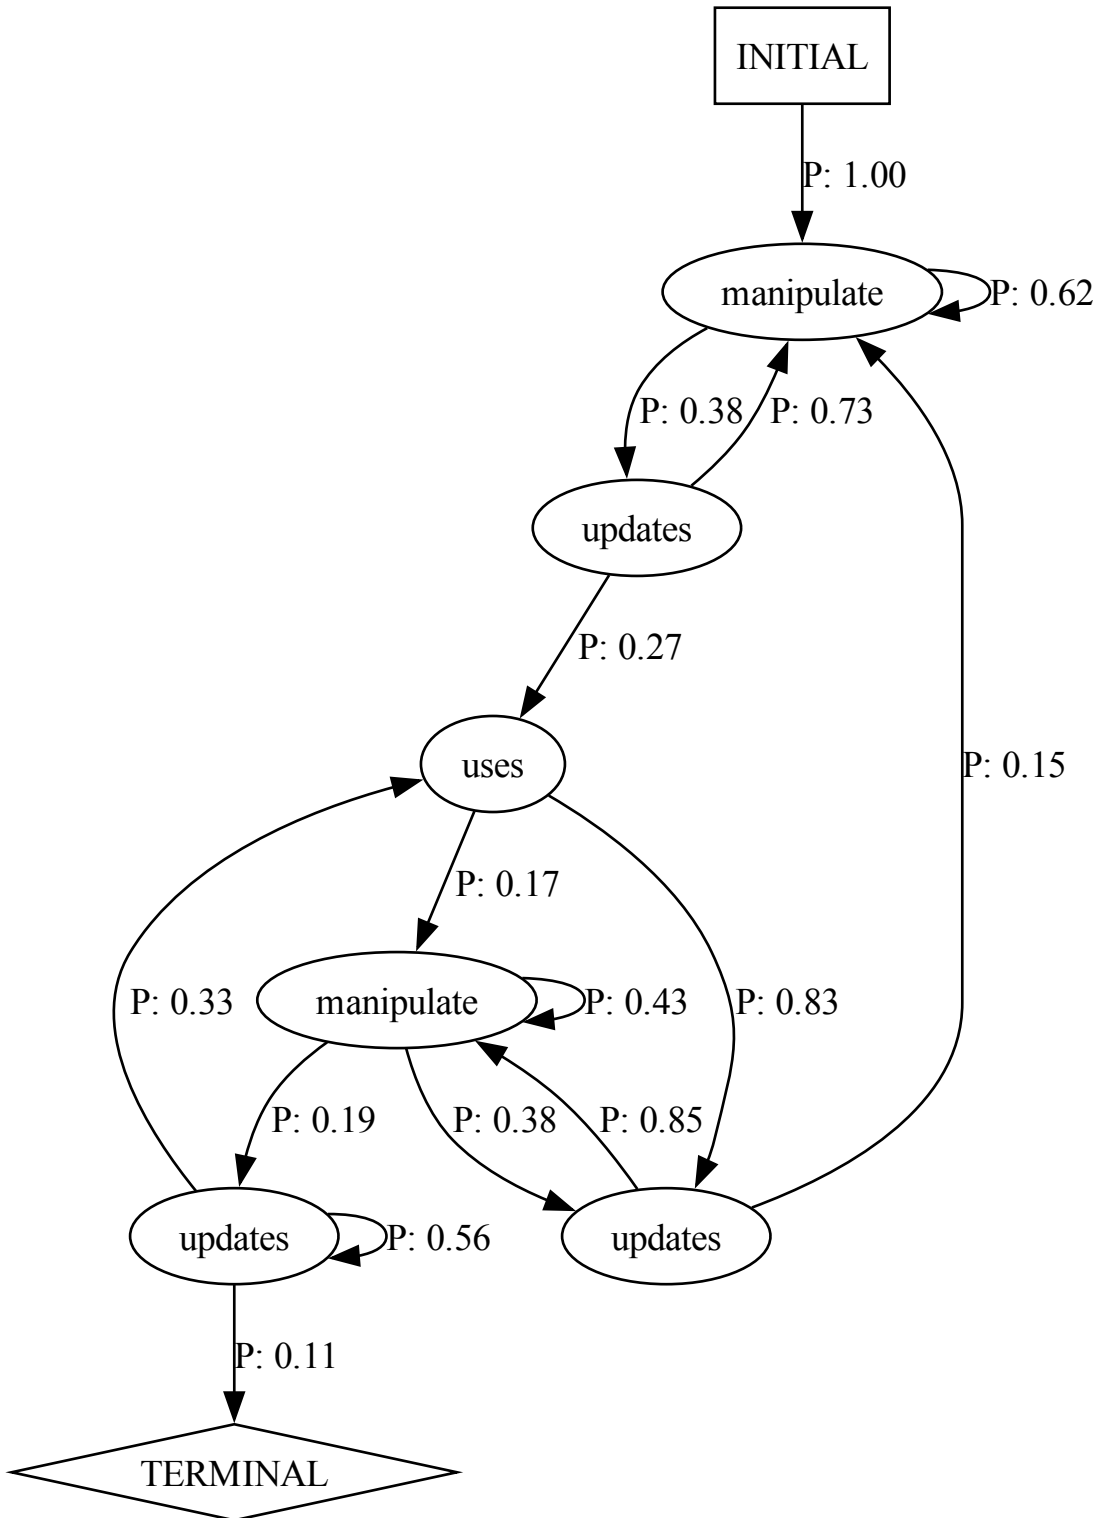 INITIAL
P: 1.00
manipulate
P: 0.62
P: 0.38
P: 0.73
updates
P: 0.27
uses
P: 0.15
P: 0.17
P: 0.33
manipulate
P: 0.43
P: 0.83
P: 0.19
P: 0.38
P: 0.85
updates
P: 0.56
updates
P: 0.11
TERMINAL